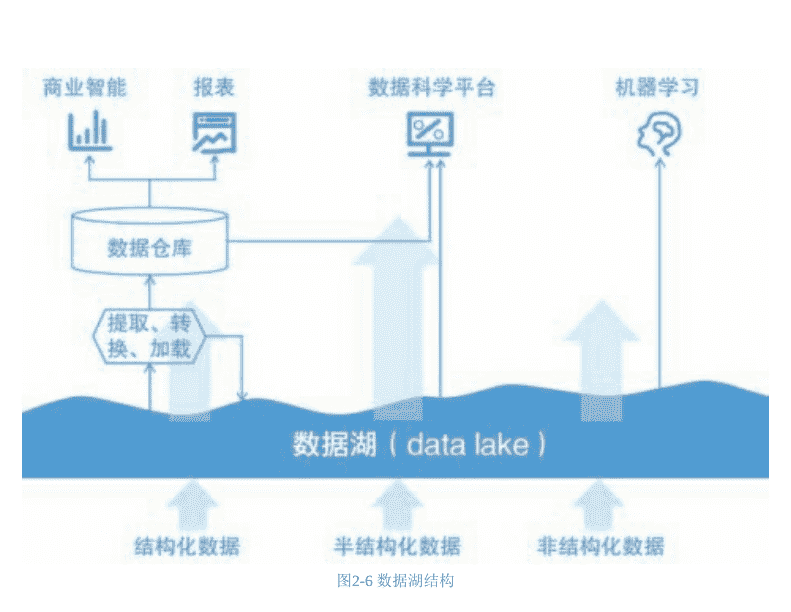 商业智能
报表
数据科学平台
机器学习
数据仓库
提取、转
换、加载
数据湖（data lake）
结构化数据
半结构化数据
非结构化数据
图2-6 数据湖结构